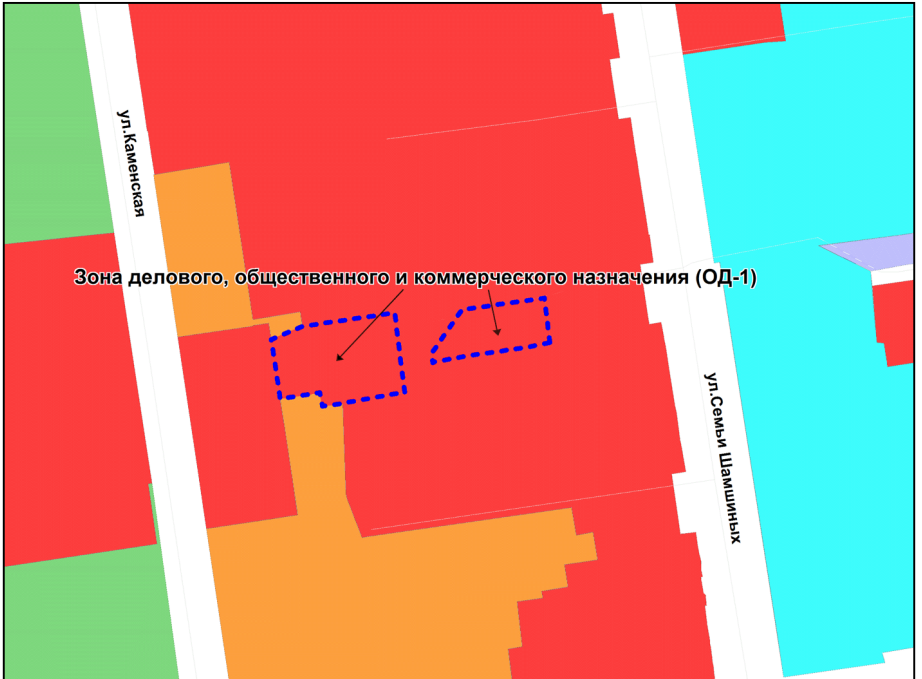 ул.Каменская
Зона делового, общественного и коммерческого назначения (ОД-1)
ул.Семьи Шамшиных